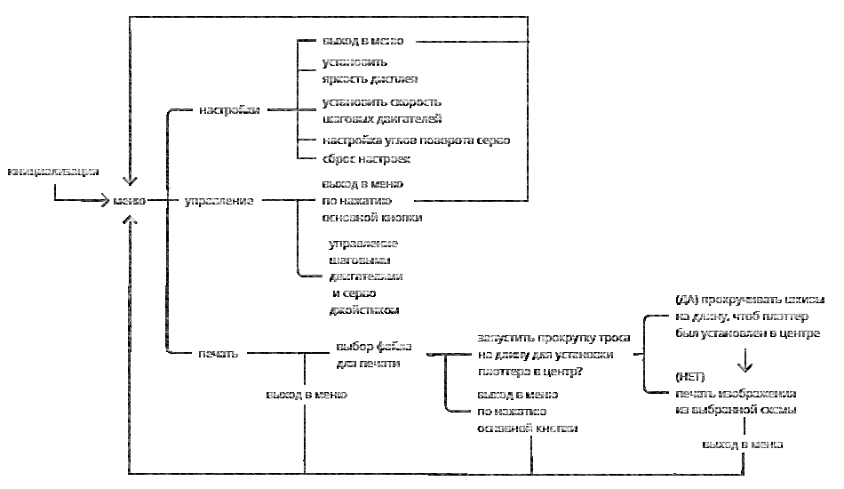 выход в меню
установить
яркость дисплея
настройки
установить скорость
шаговых двигателей
настройка углов поворота серво
сброс настроек
инициализация
меню
управление
выход в меню
по нажатию
основной кнопки
управление
шаговыми
двигателями
и серво
джойстиком
печать
выбор файла
для печати
выход в меню
запустить прокрутку троса
на длину для установки
плоттера в центр?
выход в меню
по нажатию
основной кнопки
(ДА) прокручивать шкивы
на длину, чтоб плоттер
был установлен в центре
(НЕТ)
печать изображения
из выбранной схемы
выход в меню